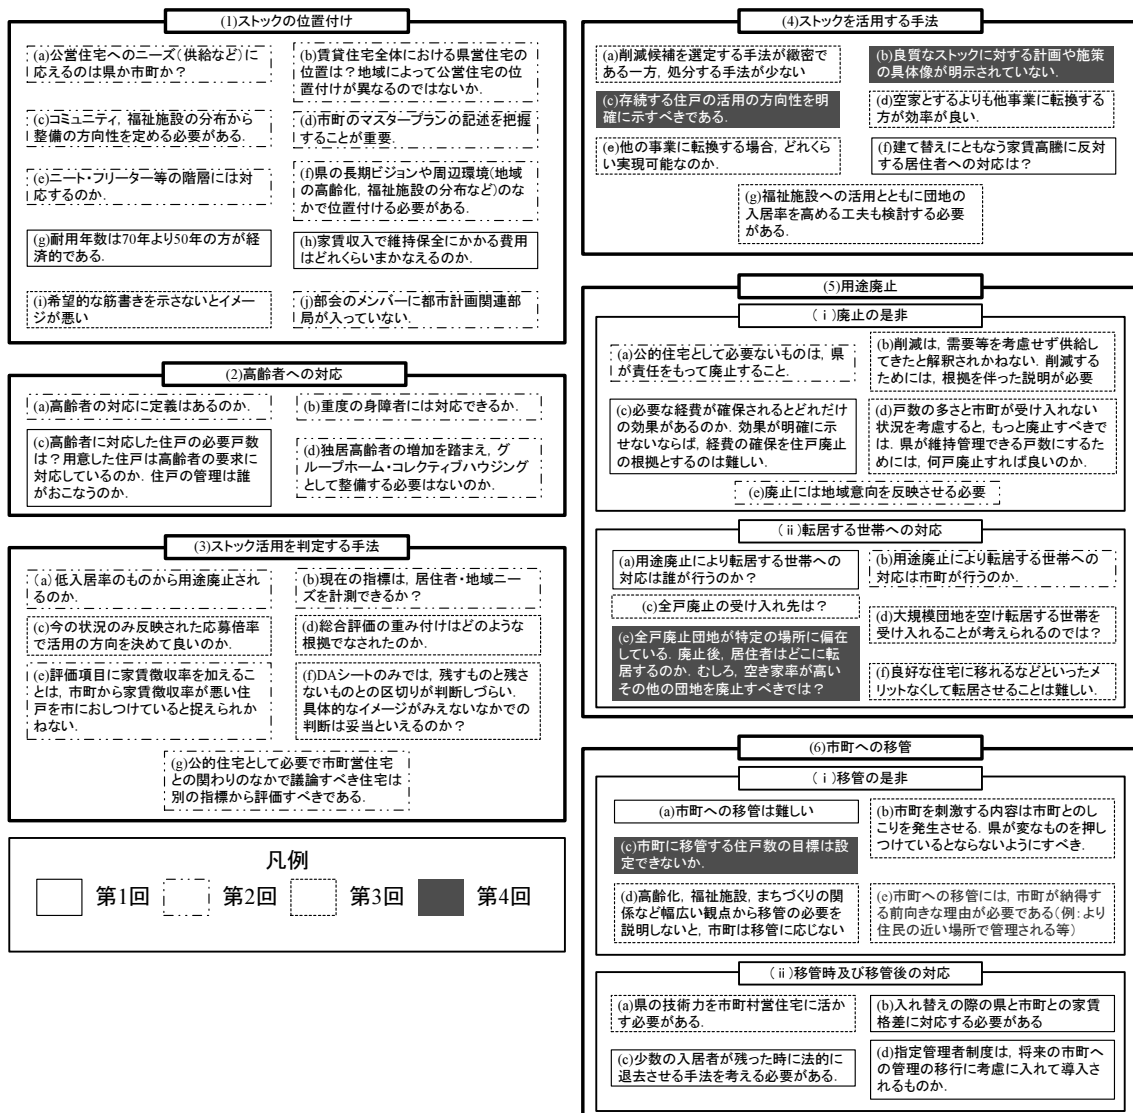 (1)ストックの位置付け
(a)公営住宅へのニーズ(供給など)に
応えるのは県か市町か？
(b)賃貸住宅全体における県営住宅の
位置は？地域によって公営住宅の位
置付けが異なるのではないか.
(c)コミュニティ, 福祉施設の分布から
整備の方向性を定める必要がある.
(d)市町のマスタープランの記述を把握
することが重要.
(e)ニート・フリーター等の階層には対
応するのか.
(f)県の長期ビジョンや周辺環境(地域
の高齢化, 福祉施設の分布など)のな
かで位置付ける必要がある.
(g)耐用年数は70年より50年の方が経
済的である.
(h)家賃収入で維持保全にかかる費用
はどれくらいまかなえるのか.
(i)希望的な筋書きを示さないとイメー
ジが悪い
(j)部会のメンバーに都市計画関連部
局が入っていない.
(2)高齢者への対応
(a)高齢者の対応に定義はあるのか.
(b)重度の身障者には対応できるか.
(c)高齢者に対応した住戸の必要戸数
は？用意した住戸は高齢者の要求に
対応しているのか. 住戸の管理は誰
がおこなうのか.
(d)独居高齢者の増加を踏まえ, グ
ループホーム・コレクティブハウジング
として整備する必要はないのか.
(3)ストック活用を判定する手法
(a)低入居率のものから用途廃止され
るのか.
(b)現在の指標は, 居住者・地域ニー
ズを計測できるか？
(c)今の状況のみ反映された応募倍率
で活用の方向を決めて良いのか.
(d)総合評価の重み付けはどのような
根拠でなされたのか.
(e)評価項目に家賃徴収率を加えるこ
とは, 市町から家賃徴収率が悪い住
戸を市におしつけていると捉えられか
ねない.
(f)DAシートのみでは, 残すものと残さ
ないものとの区切りが判断しづらい.
具体的なイメージがみえないなかでの
判断は妥当といえるのか？
(g)公的住宅として必要で市町営住宅
との関わりのなかで議論すべき住宅は
別の指標から評価すべきである.
凡例
第1回 第2回 第3回 第4回
(4)ストックを活用する手法
(a)削減候補を選定する手法が緻密で
ある一方, 処分する手法が少ない
(b)良質なストックに対する計画や施策
の具体像が明示されていない.
(c)存続する住戸の活用の方向性を明
確に示すべきである.
(d)空家とするよりも他事業に転換する
方が効率が良い.
(e)他の事業に転換する場合, どれくら
い実現可能なのか.
(f)建て替えにともなう家賃高騰に反対
する居住者への対応は？
(g)福祉施設への活用とともに団地の
入居率を高める工夫も検討する必要
がある.
(5)用途廃止
(ⅰ)廃止の是非
(a)公的住宅として必要ないものは, 県
が責任をもって廃止すること.
(b)削減は, 需要等を考慮せず供給し
てきたと解釈されかねない. 削減する
ためには, 根拠を伴った説明が必要
(c)必要な経費が確保されるとどれだけ
の効果があるのか. 効果が明確に示
せないならば, 経費の確保を住戸廃止
の根拠とするのは難しい.
(d)戸数の多さと市町が受け入れない
状況を考慮すると, もっと廃止すべきで
は. 県が維持管理できる戸数にするた
めには, 何戸廃止すれば良いのか.
(e)廃止には地域意向を反映させる必要
(ⅱ)転居する世帯への対応
(a)用途廃止により転居する世帯への
対応は誰が行うのか？
(b)用途廃止により転居する世帯への
対応は市町が行うのか.
(c)全戸廃止の受け入れ先は？
(d)大規模団地を空け転居する世帯を
受け入れることが考えられるのでは？
(e)全戸廃止団地が特定の場所に偏在
している. 廃止後, 居住者はどこに転
居するのか. むしろ, 空き家率が高い
その他の団地を廃止すべきでは？
(f)良好な住宅に移れるなどといったメ
リットなくして転居させることは難しい.
(6)市町への移管
(ⅰ)移管の是非
(a)市町への移管は難しい
(b)市町を刺激する内容は市町とのし
こりを発生させる. 県が変なものを押し
つけているとならないようにすべき.
(c)市町に移管する住戸数の目標は設
定できないか.
(d)高齢化, 福祉施設, まちづくりの関
係など幅広い観点から移管の必要を
説明しないと, 市町は移管に応じない
(e)市町への移管には, 市町が納得す
る前向きな理由が必要である(例:より
住民の近い場所で管理される等)
(ⅱ)移管時及び移管後の対応
(a)県の技術力を市町村営住宅に活か
す必要がある.
(b)入れ替えの際の県と市町との家賃
格差に対応する必要がある
(c)少数の入居者が残った時に法的に
退去させる手法を考える必要がある.
(d)指定管理者制度は, 将来の市町へ
の管理の移行に考慮に入れて導入さ
れるものか.